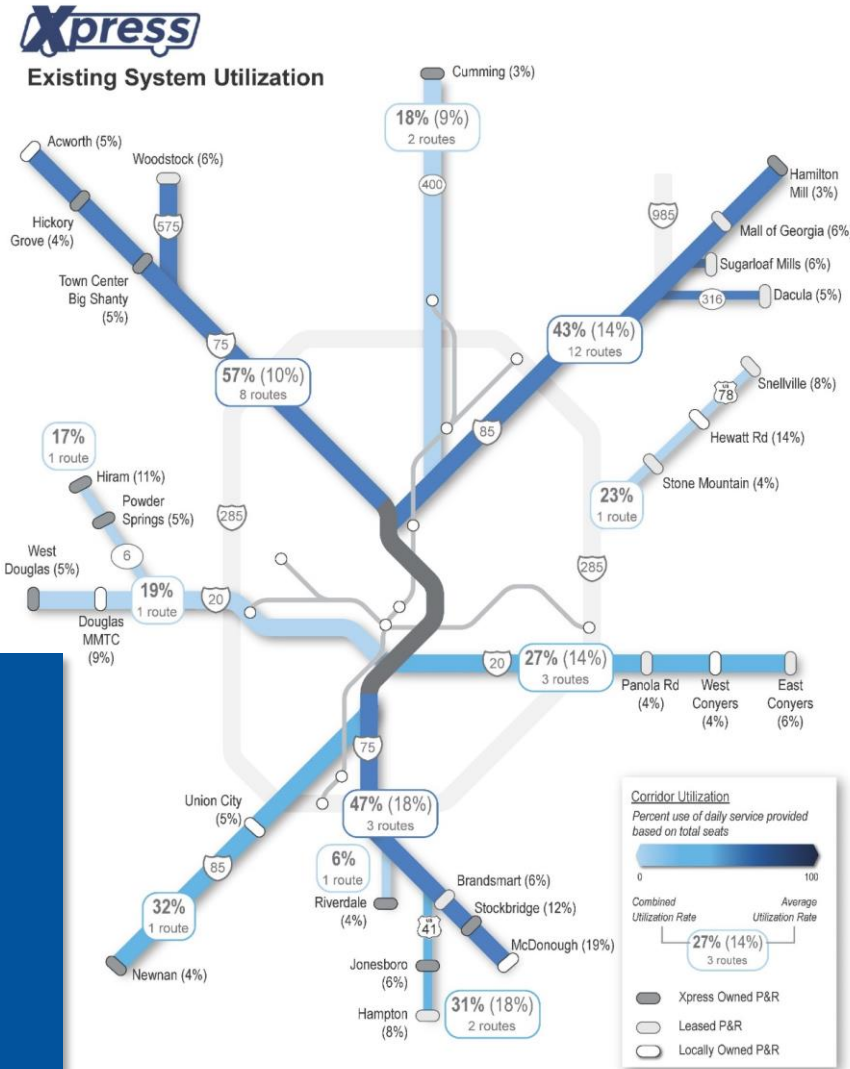 Xpress
Existing System Utilization
Cumming (3%)
18% (9%)
2 routes
400
Acworth (5%)
Woodstock (6%)
575
Hickory
Grove (4%)
Town Center
Big Shanty
(5%)
75
57% (10%)
8 routes
Hamilton
Mill (3%)
985
Mall of Georgia (6%)
Sugarloaf Mills (6%)
316
Dacula (5%)
43% (14%)
12 routes
85
Snellville (8%)
US
78
Hewatt Rd (14%)
Stone Mountain (4%)
23%
1 route
17%
1 route
Hiram (11%)
Powder
Springs (5%)
6
285
285
West
Douglas (5%)
19%
1 route
20
Douglas
MMTC
(9%)
20
27% (14%)
3 routes
Panola Rd
(4%)
West
Conyers
(4%)
East
Conyers
(6%)
75
47% (18%)
3 routes
Union City
(5%)
85
32%
1 route
Newnan (4%)
6%
1 route
Riverdale
(4%)
Brandsmart (6%)
Stockbridge (12%)
McDonough (19%)
US
41
Jonesboro
(6%)
Hampton
(8%)
31% (18%)
2 routes
Corridor Utilization
Percent use of daily service provided
based on total seats
0
100
Combined
Utilization Rate
Average
Utilization Rate
27% (14%)
3 routes
Xpress Owned P&R
Leased P&R
Locally Owned P&R